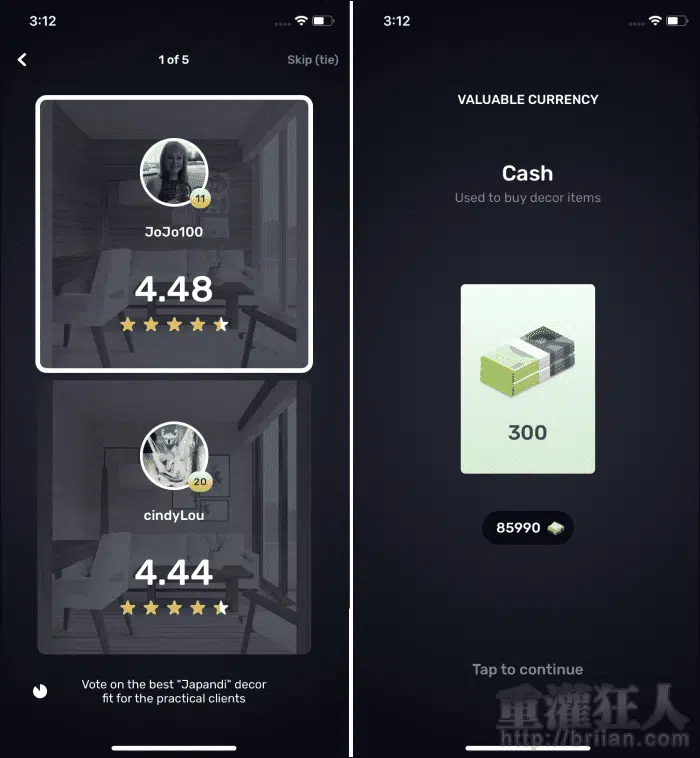 3:12
1 of 5
Skip (tie)
11
JoJo100
4.48
20
cindyLou
4.44
Vote on the best "Japandi" decor
fit for the practical clients
3:12
VALUABLE CURRENCY
Cash
Used to buy decor items
300
85990
Tap to continue
重灌狂人
http://briian.com